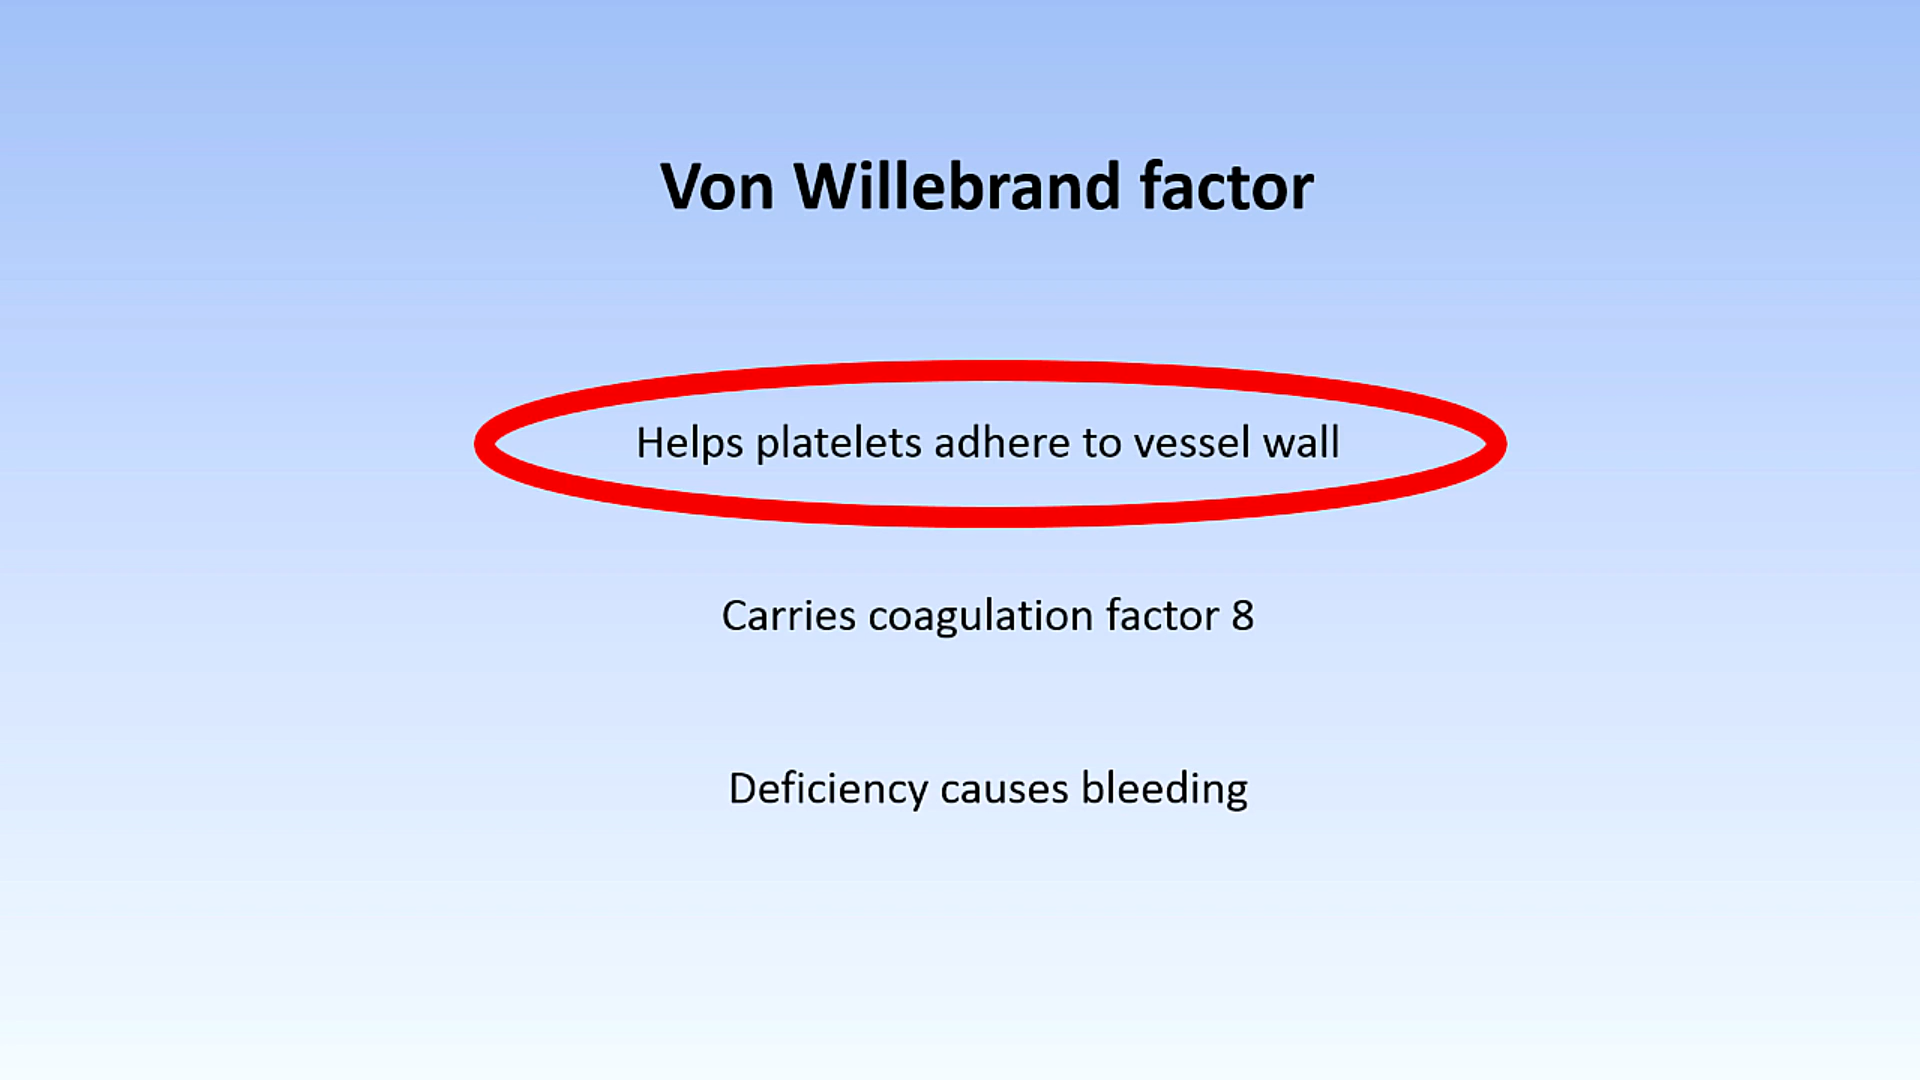 Von Willebrand factor
Helps platelets adhere to vessel wall
Carries coagulation factor 8
Deficiency causes bleeding